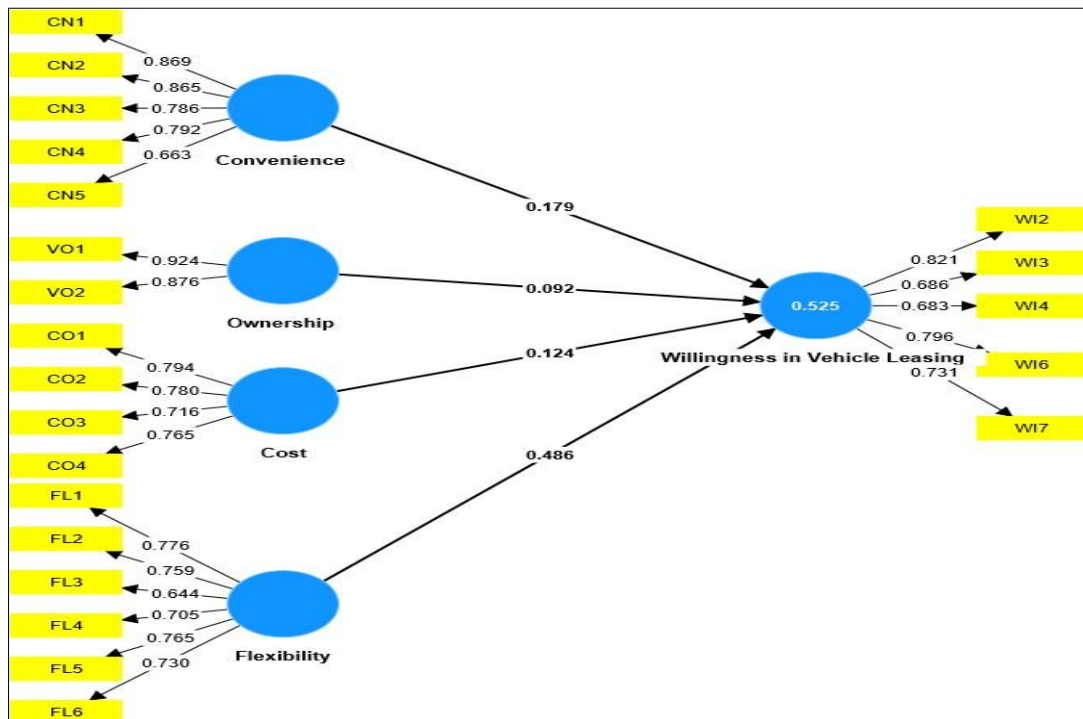 CN1
0.869
CN2
0.865
CN3
0.786
CN4
0.792
CN5
0.663
Convenience
0.179
VO1
0.924
VO2
0.876
Ownership
0.092
CO1
0.794
CO2
0.780
CO3
0.716
CO4
0.765
Cost
0.124
FL1
0.776
FL2
0.759
FL3
0.644
FL4
0.705
FL5
0.765
FL6
0.730
Flexibility
0.486
0.525
Willingness in Vehicle Leasing
WI2
0.821
WI3
0.686
WI4
0.683
WI6
0.796
WI7
0.731